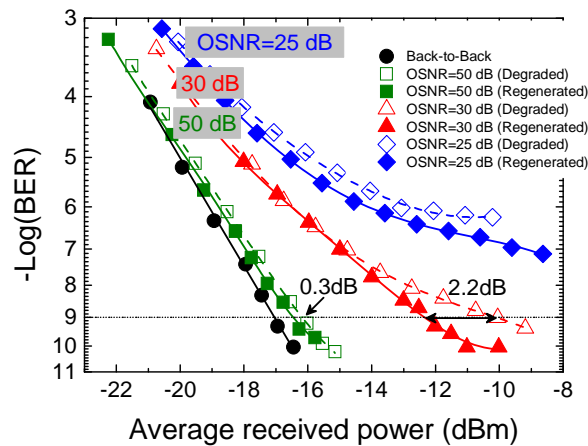 3
4
5
6
7
8
9
10
11
-Log(BER)
OSNR=25 dB
30 dB
50 dB
Back-to-Back
OSNR=50 dB (Degraded)
OSNR=50 dB (Regenerated)
OSNR=30 dB (Degraded)
OSNR=30 dB (Regenerated)
OSNR=25 dB (Degraded)
OSNR=25 dB (Regenerated)
0.3dB
2.2dB
-22 -20 -18 -16 -14 -12 -10 -8
Average received power (dBm)